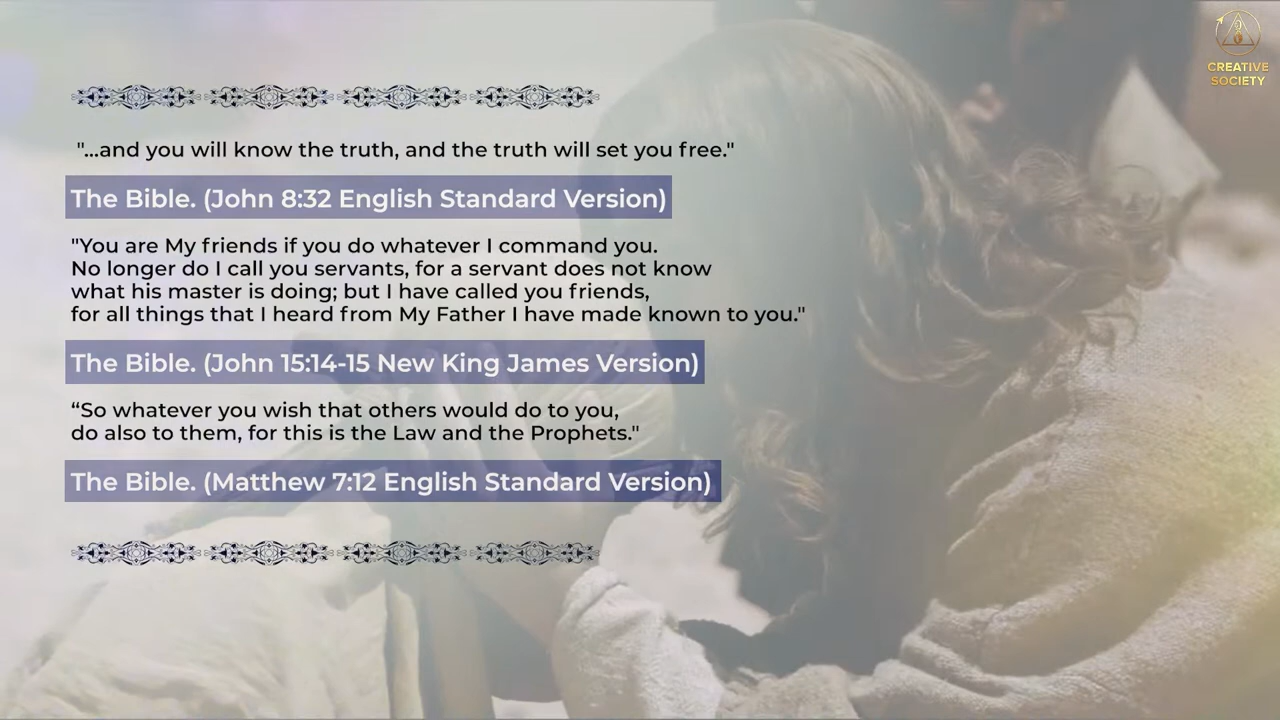 CREATIVE
SOCIETY
"...and you will know the truth, and the truth will set you free."
The Bible. (John 8:32 English Standard Version)
"You are My friends if you do whatever I command you.
No longer do I call you servants, for a servant does not know
what his master is doing; but I have called you friends,
for all things that I heard from My Father I have made known to you."
The Bible. (John 15:14-15 New King James Version)
“So whatever you wish that others would do to you,
do also to them, for this is the Law and the Prophets."
The Bible. (Matthew 7:12 English Standard Version)